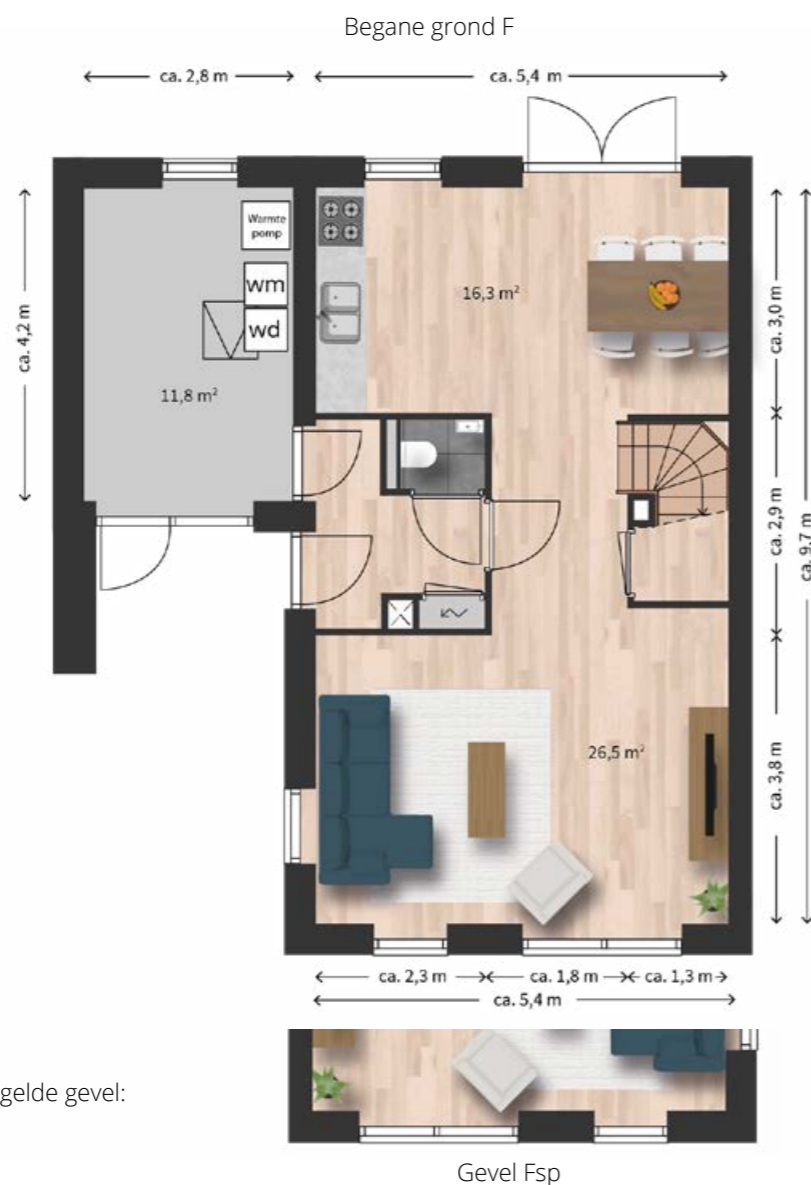 Begane grond F
ca. 2,8 m
ca. 5,4 m
Warmte
pomp
wm
wd
16,3 m²
11,8 m²
ca. 4,2 m
ca. 3,0 m
ca. 2,9 m
ca. 9,7 m
26,5 m²
ca. 3,8 m
ca. 2,3 m
ca. 1,8 m
ca. 1,3 m
ca. 5,4 m
gelde gevel:
Gevel Fsp